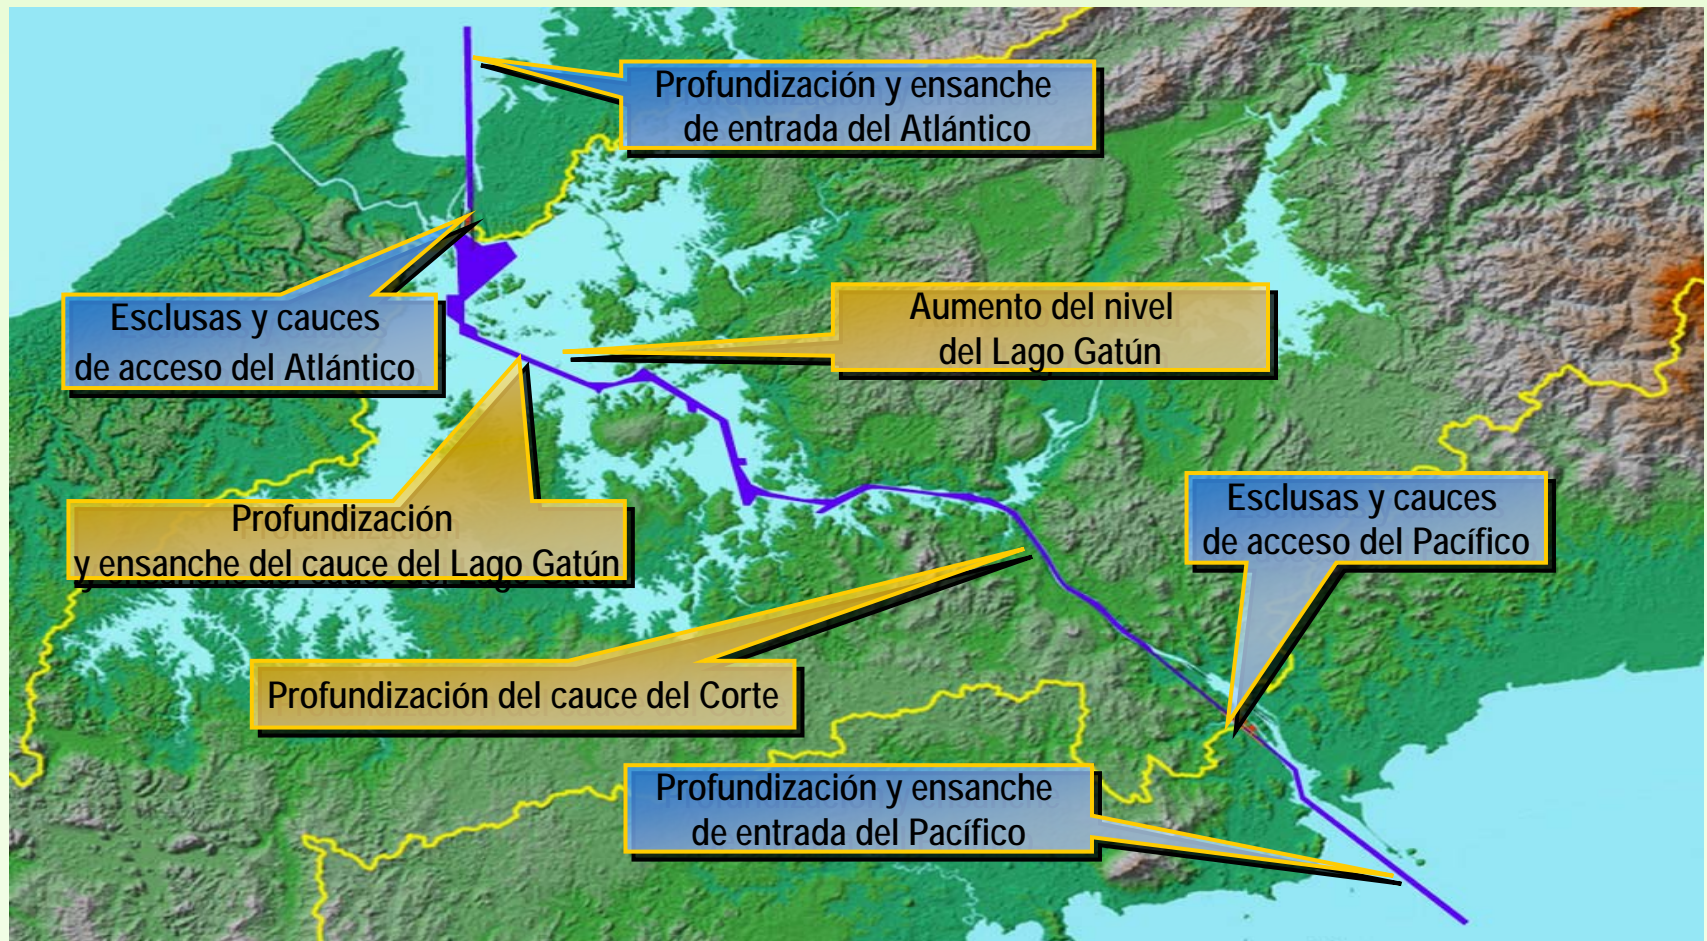 Profundización y ensanche
de entrada del Atlántico
Esclusas y cauces
de acceso del Atlántico
Aumento del nivel
del Lago Gatún
Profundización
y ensanche del cauce del Lago Gatún
Esclusas y cauces
de acceso del Pacífico
Profundización del cauce del Corte
Profundización y ensanche
de entrada del Pacífico